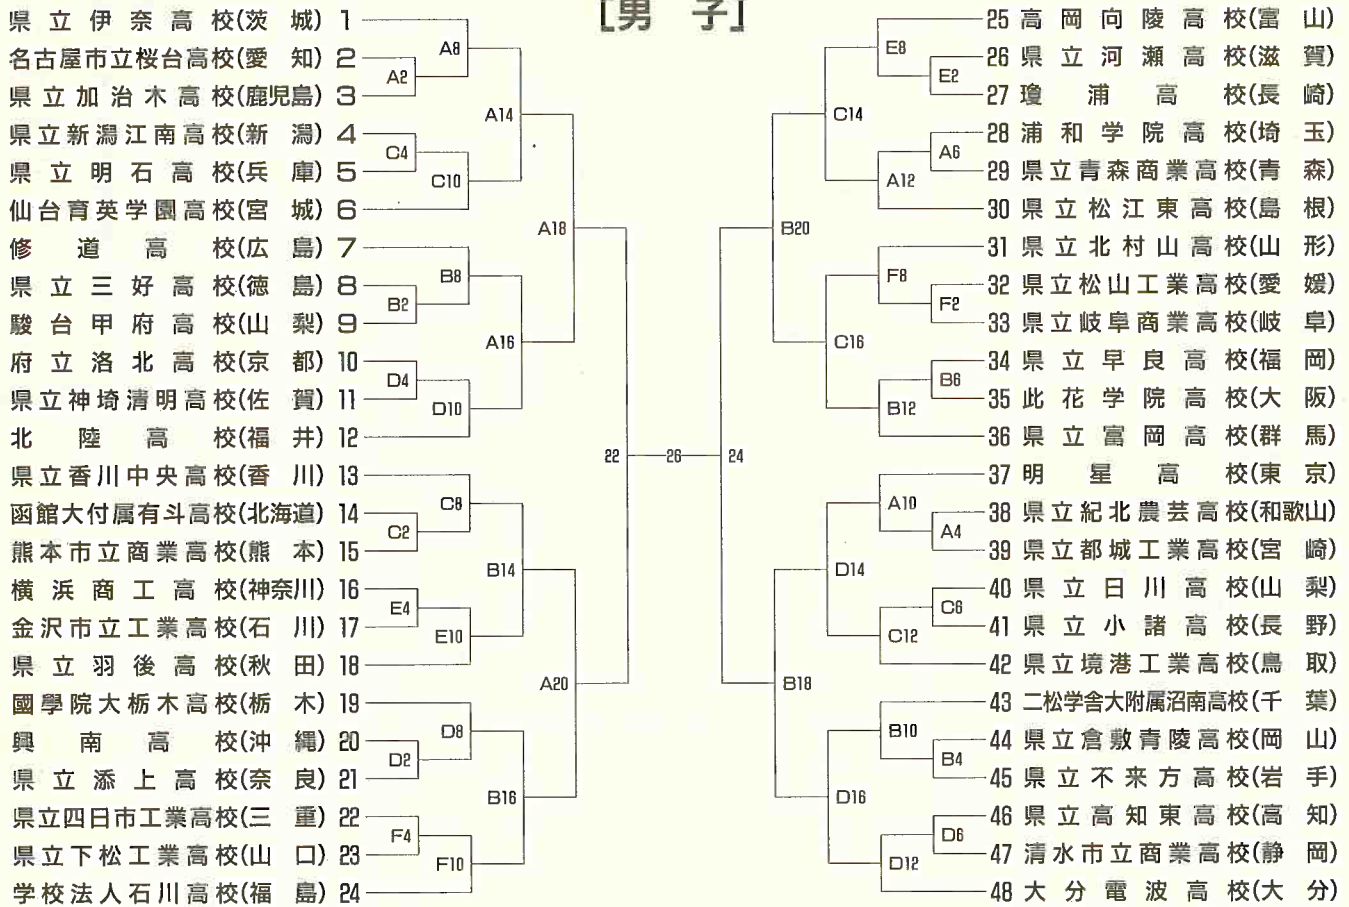 [男 子]
県立伊奈高校(茨城) 1
名古屋市立桜台高校(愛知) 2
県立加治木高校(鹿児島) 3
県立新潟江南高校(新潟) 4
県立明石高校(兵庫) 5
仙台育英学園高校(宮城) 6
修道高校(広島) 7
県立三好高校(徳島) 8
駿台甲府高校(山梨) 9
府立洛北高校(京都) 10
県立神埼清明高校(佐賀) 11
北陸高校(福井) 12
県立香川中央高校(香川) 13
函館大付属有斗高校(北海道) 14
熊本市立商業高校(熊本) 15
横浜商工高校(神奈川) 16
金沢市立工業高校(石川) 17
県立羽後高校(秋田) 18
國學院大栃木高校(栃木) 19
興南高校(沖縄) 20
県立添上高校(奈良) 21
県立四日市工業高校(三重) 22
県立下松工業高校(山口) 23
学校法人石川高校(福島) 24
A8
A2
A14
C4
C10
A18
B8
B2
A16
D4
D10
22
C8
C2
B14
E4
E10
A20
D8
D2
B16
F4
F10
26
E8
E2
C14
A6
A12
B20
F8
F2
C16
B6
B12
24
A10
A4
D14
C6
C12
B18
B10
B4
D16
D6
D12
25 高岡向陵高校(富山)
26 県立河瀬高校(滋賀)
27 瓊浦高校(長崎)
28 浦和学院高校(埼玉)
29 県立青森商業高校(青森)
30 県立松江東高校(島根)
31 県立北村山高校(山形)
32 県立松山工業高校(愛媛)
33 県立岐阜商業高校(岐阜)
34 県立早良高校(福岡)
35 此花学院高校(大阪)
36 県立富岡高校(群馬)
37 明星高校(東京)
38 県立紀北農芸高校(和歌山)
39 県立都城工業高校(宮崎)
40 県立日川高校(山梨)
41 県立小諸高校(長野)
42 県立境港工業高校(鳥取)
43 二松学舎大附属沼南高校(千葉)
44 県立倉敷青陵高校(岡山)
45 県立不来方高校(岩手)
46 県立高知東高校(高知)
47 清水市立商業高校(静岡)
48 大分電波高校(大分)